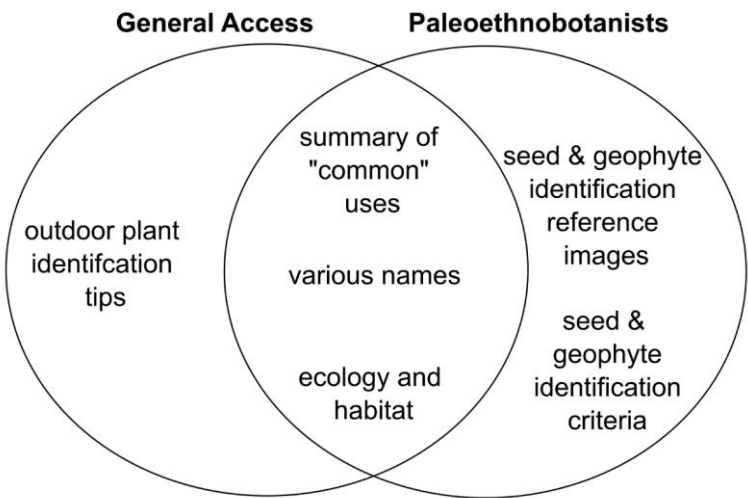 General Access
Paleoethnobotanists
outdoor plant
identifcation
tips
summary of
"common"
uses
various names
ecology and
habitat
seed & geophyte
identification
reference
images
seed &
geophyte
identification
criteria